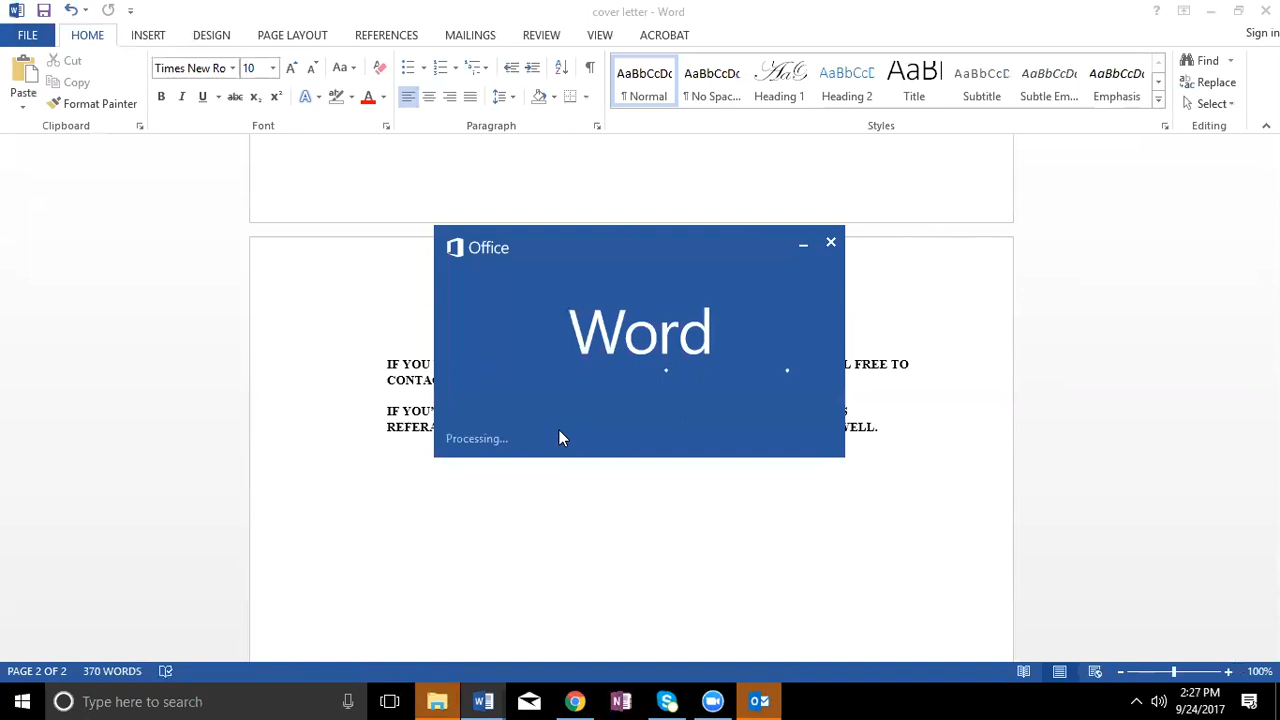 cover letter - Word
FILE HOME INSERT DESIGN PAGE LAYOUT REFERENCES MAILINGS REVIEW VIEW ACROBAT Sign in
Paste Cut Copy Format Painter
Times New Ro 10
AaBbCcDc AaBbCcDc AaBbCc AaBbCcD AaBl AaBbCcD AaBbCcDc AaBbCcDc
¶ Normal ¶ No Spac... Heading 1 Heading 2 Title Subtitle Subtle Em... Emphasis
Find Replace Select
Clipboard Font Paragraph Styles Editing
Office
Word
Processing...
IF YOU FREE TO
CONTA
IF YOU'
REFERA WELL.
PAGE 2 OF 2 370 WORDS 100%
Type here to search
2:27 PM
9/24/2017